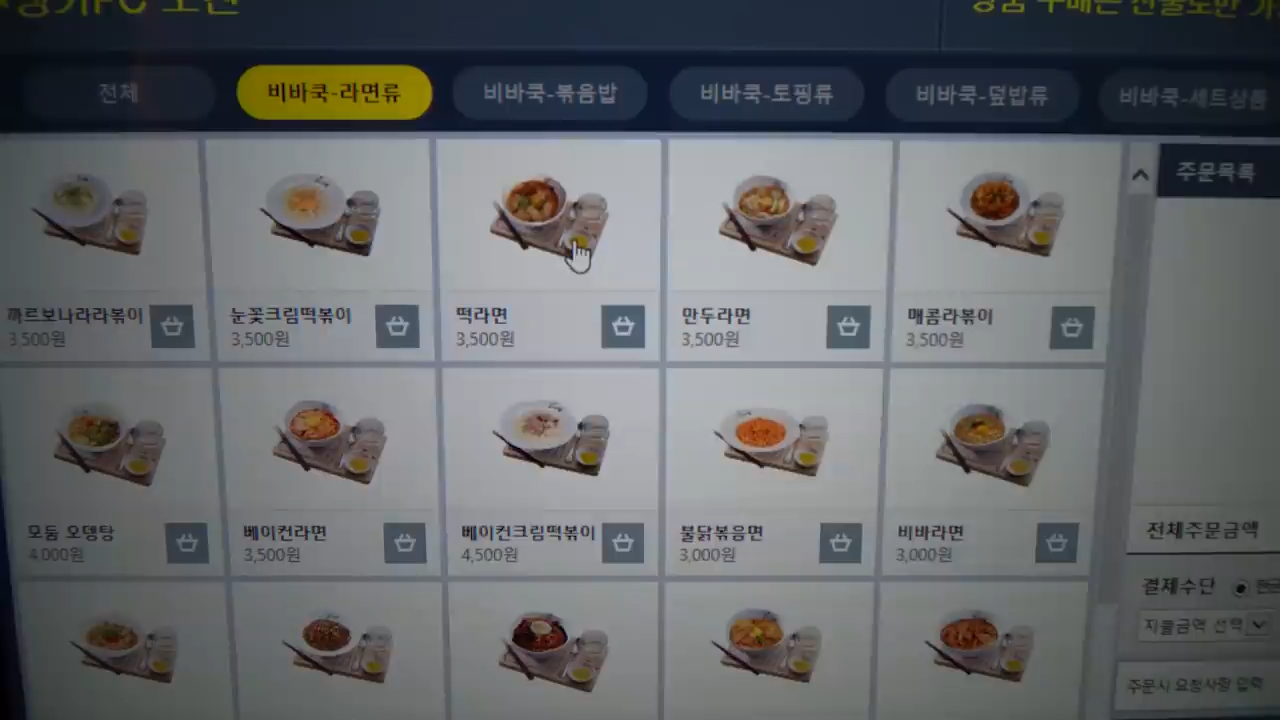 전체
비바쿡-라면류
비바쿡-볶음밥
비바쿡-토핑류
비바쿡-덮밥류
비바쿡-세트상품
주문목록
까르보나라라볶이
3,500원
눈꽃크림떡볶이
3,500원
떡라면
3,500원
만두라면
3,500원
매콤라볶이
3,500원
모둠 오뎅탕
4,000원
베이컨라면
3,500원
베이컨크림떡볶이
4,500원
불닭볶음면
3,000원
비바라면
3,000원
전체주문금액
결제수단
지불금액 선택
주문시 요청사항 입력